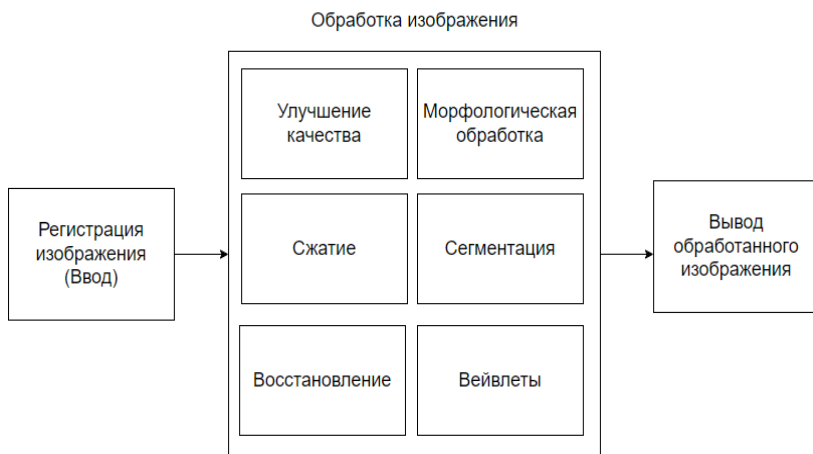 Обработка изображения
Улучшение
качества
Морфологическая
обработка
Регистрация
изображения
(Ввод)
Сжатие
Сегментация
Вывод
обработанного
изображения
Восстановление
Вейвлеты